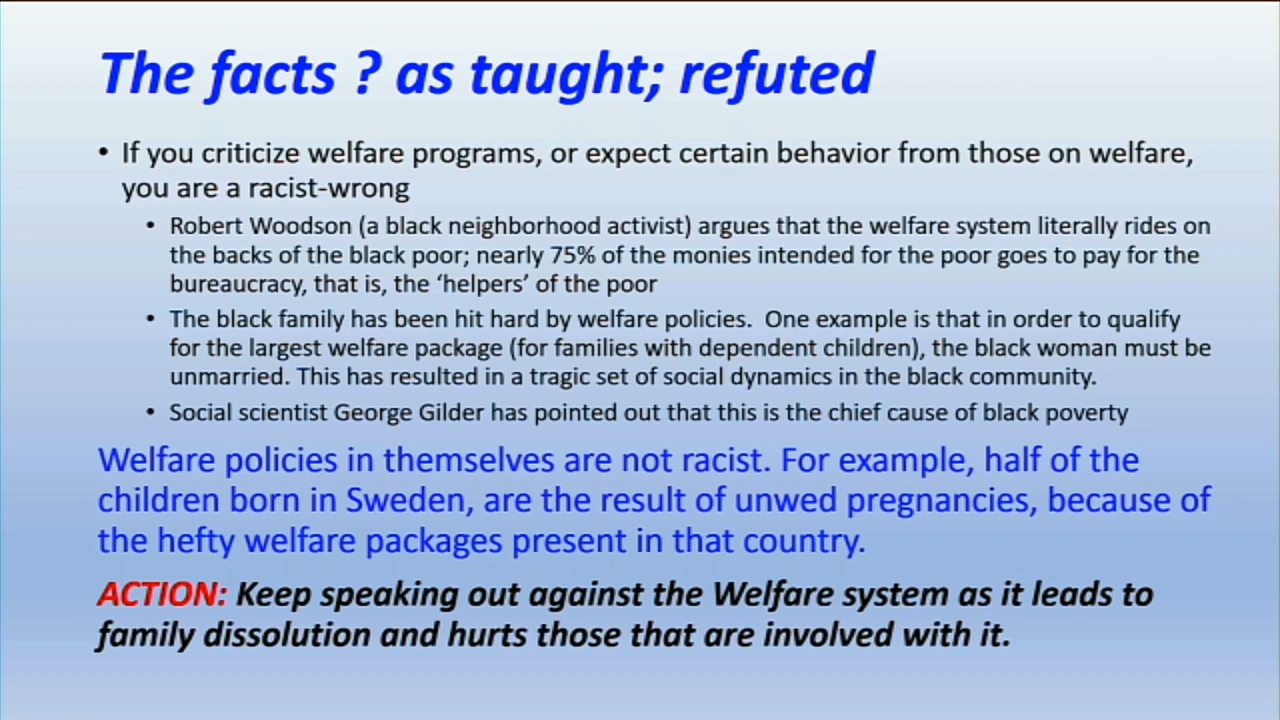 The facts ? as taught; refuted
• If you criticize welfare programs, or expect certain behavior from those on welfare,
you are a racist-wrong
• Robert Woodson (a black neighborhood activist) argues that the welfare system literally rides on
the backs of the black poor; nearly 75% of the monies intended for the poor goes to pay for the
bureaucracy, that is, the ‘helpers’ of the poor
• The black family has been hit hard by welfare policies.  One example is that in order to qualify
for the largest welfare package (for families with dependent children), the black woman must be
unmarried. This has resulted in a tragic set of social dynamics in the black community.
• Social scientist George Gilder has pointed out that this is the chief cause of black poverty
Welfare policies in themselves are not racist. For example, half of the
children born in Sweden, are the result of unwed pregnancies, because of
the hefty welfare packages present in that country.
ACTION: Keep speaking out against the Welfare system as it leads to
family dissolution and hurts those that are involved with it.